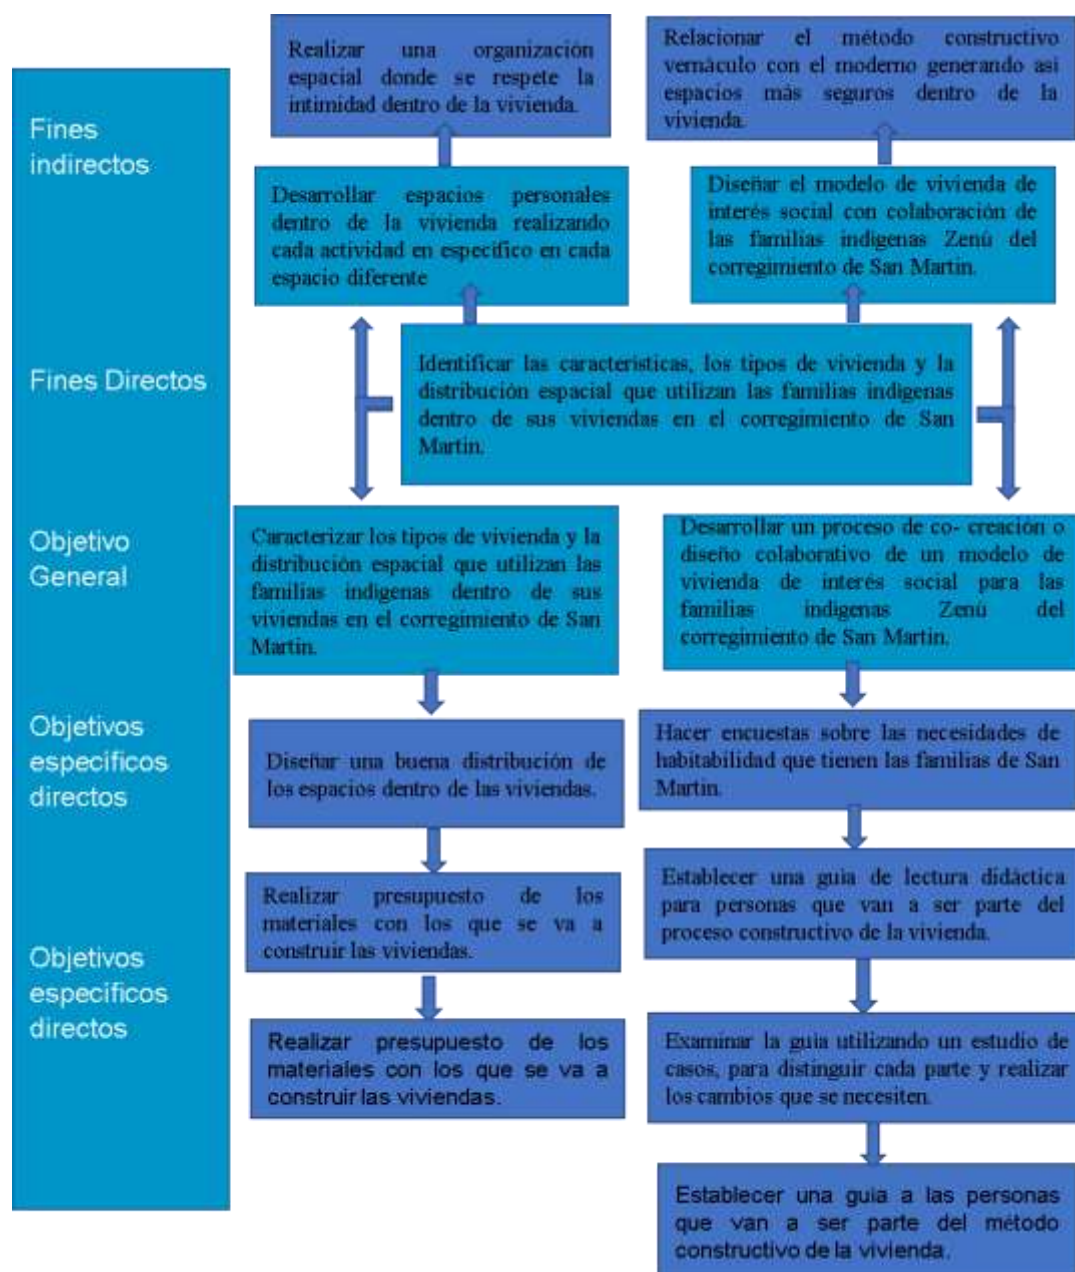 Fines
indirectos
Fines Directos
Objetivo
General
Objetivos
específicos
directos
Objetivos
específicos
directos
Realizar una organización
espacial donde se respete la
intimidad dentro de la vivienda.
Relacionar el método constructivo
vernáculo con el moderno generando asi
espacios más seguros dentro de la
vivienda.
Desarrollar espacios personales
dentro de la vivienda realizando
cada actividad en específico en cada
espacio diferente
Diseñar el modelo de vivienda de
interés social con colaboración de
las familias indígenas Zenú del
corregimiento de San Martin.
Identificar las características, los tipos de vivienda y la
distribución espacial que utilizan las familias indígenas
dentro de sus viviendas en el corregimiento de San
Martin.
Caracterizar los tipos de vivienda y la
distribución espacial que utilizan las
familias indígenas dentro de sus
viviendas en el corregimiento de San
Martin.
Desarrollar un proceso de co- creación o
diseño colaborativo de un modelo de
vivienda de interés social para las
familias indígenas Zenú del
corregimiento de San Martin.
Diseñar una buena distribución de
los espacios dentro de las viviendas.
Hacer encuestas sobre las necesidades de
habitabilidad que tienen las familias de San
Martin.
Realizar presupuesto de los
materiales con los que se va a
construir las viviendas.
Establecer una guia de lectura didáctica
para personas que van a ser parte del
proceso constructivo de la vivienda.
Realizar presupuesto de los
materiales con los que se va a
construir las viviendas.
Examinar la guia utilizando un estudio de
casos, para distinguir cada parte y realizar
los cambios que se necesiten.
Establecer una guia a las personas
que van a ser parte del método
constructivo de la vivienda.